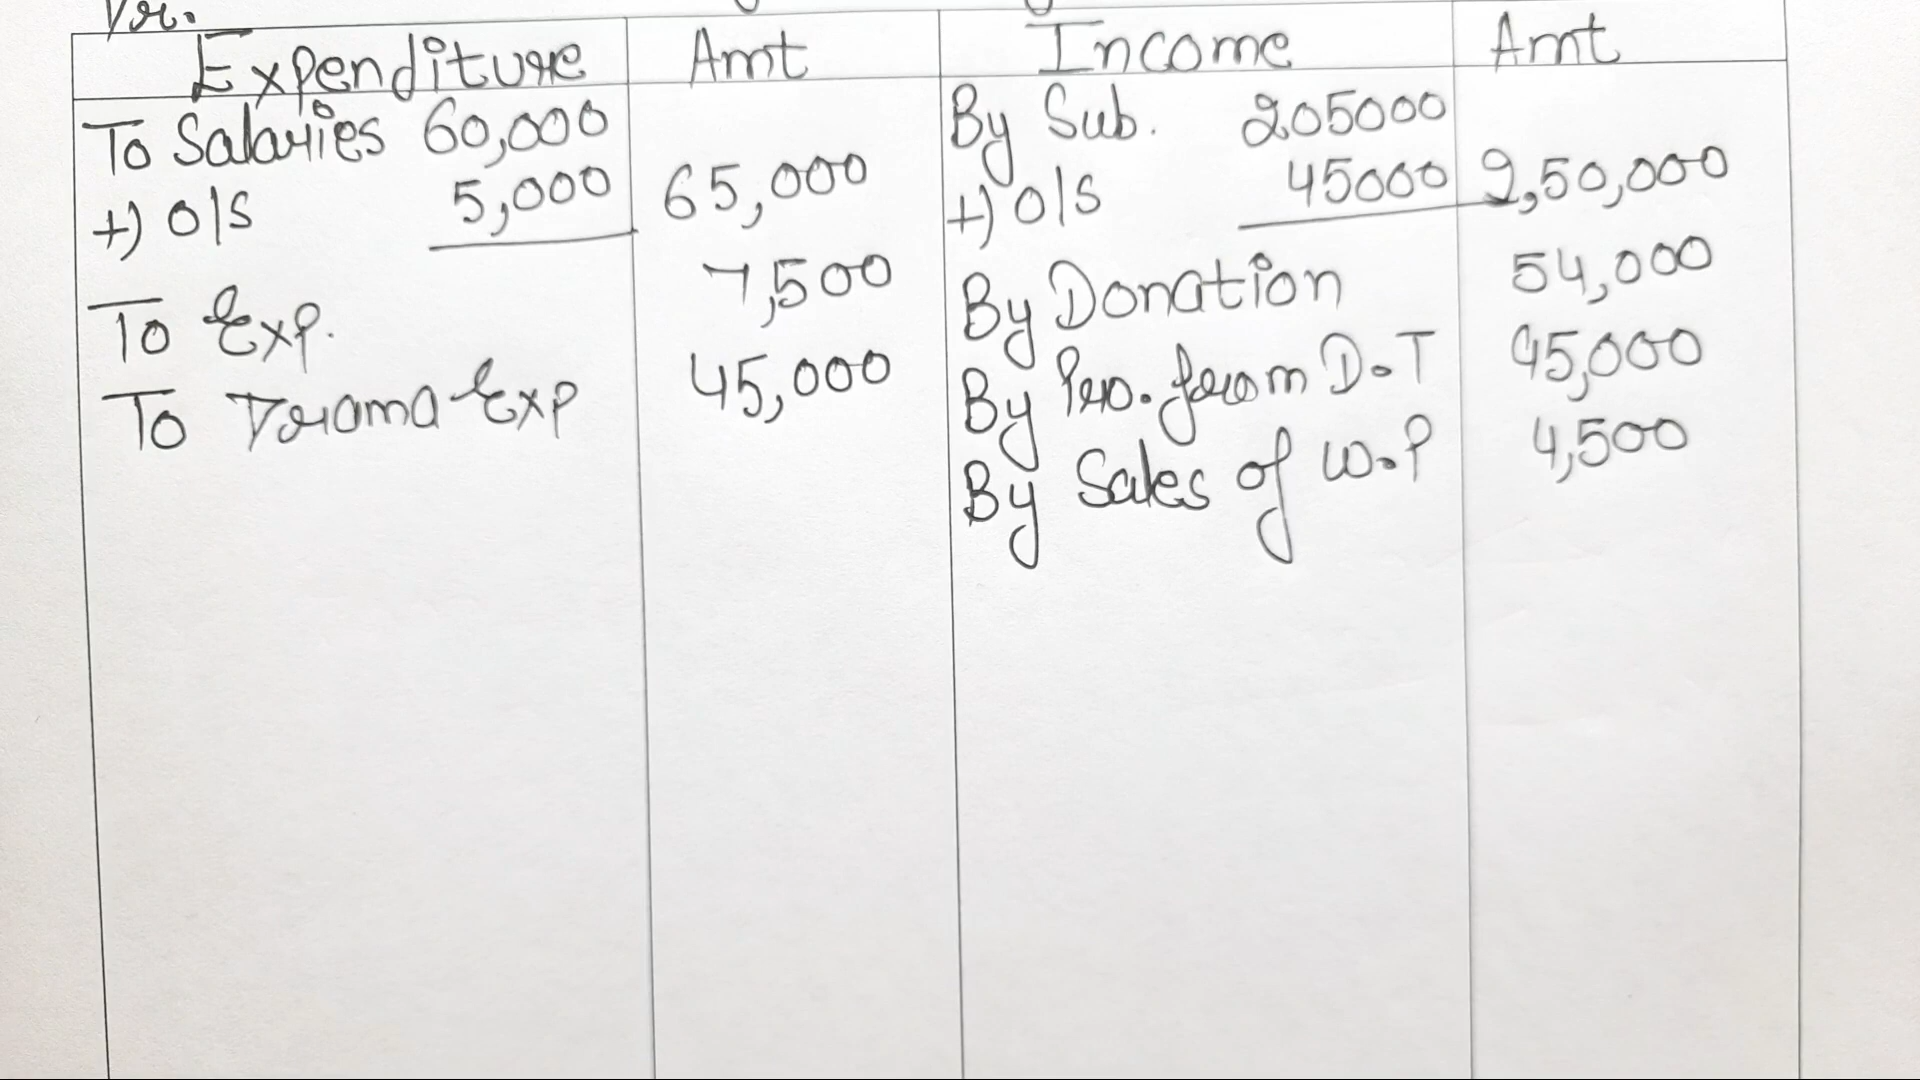 Dr.
Expenditure Amt Income Amt
To Salaries 60,000 By Sub. 205000
+) O/S 5,000 65,000 +) O/S 45000 2,50,000
To Exp. 7,500 By Donation 54,000
To Drama Exp 45,000 By Pro. from D.T 95,000
By Sales of W.P 4,500